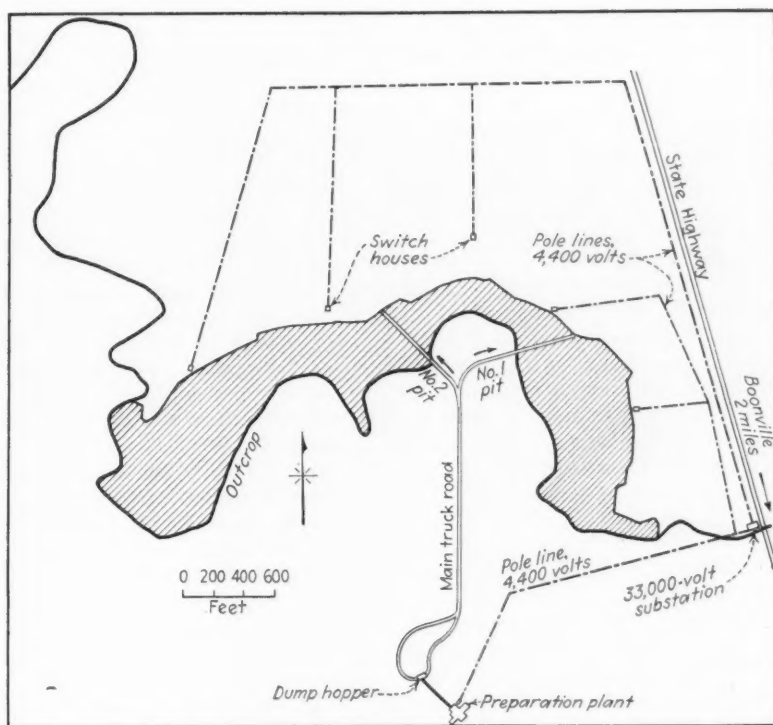 State Highway
Switch
houses
Pole lines,
4,400 volts
No.2
pit
No.1
pit
Boonville
2 miles
Outcrop
Main truck road
0 200 400 600
Feet
Pole line,
4,400 volts
33,000-volt
substation
Dump hopper
Preparation plant